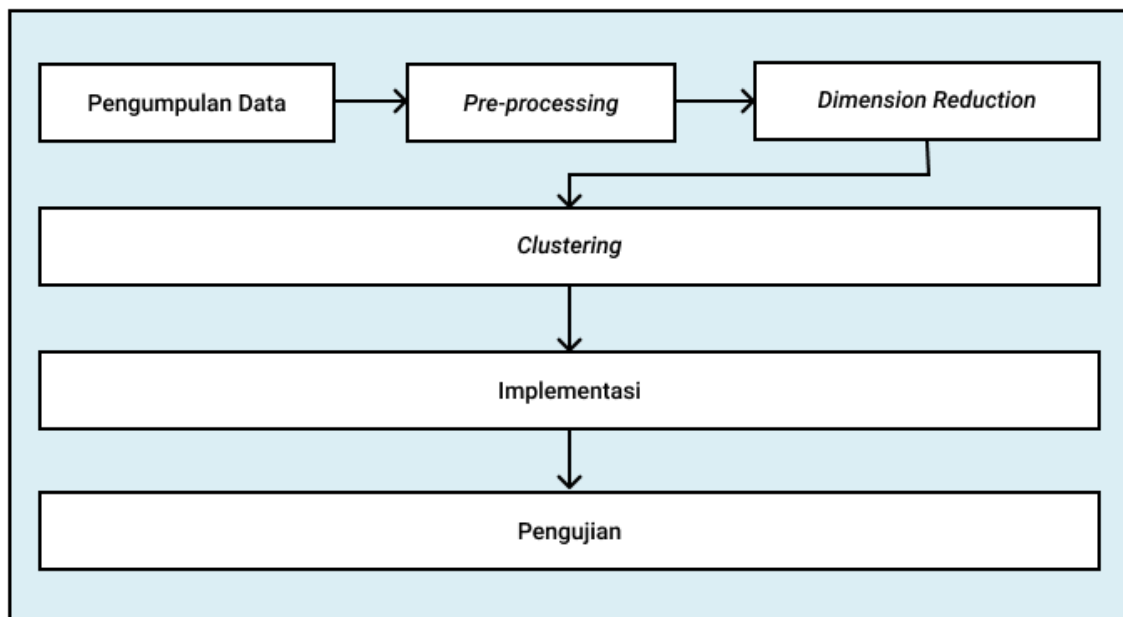 Pengumpulan Data
Pre-processing
Dimension Reduction
Clustering
Implementasi
Pengujian